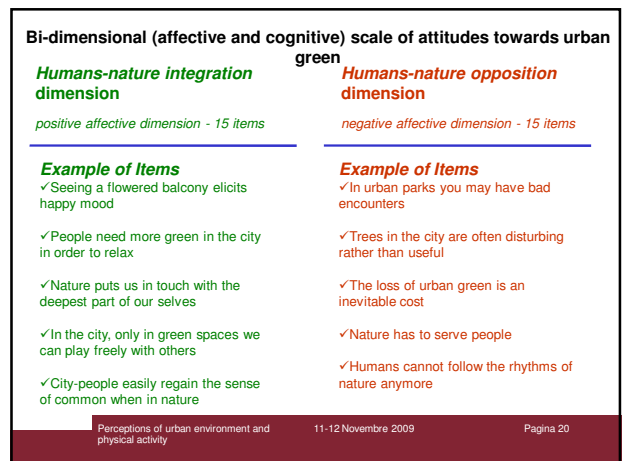 Bi-dimensional (affective and cognitive) scale of attitudes towards urban
green
Humans-nature integration
dimension
positive affective dimension - 15 items
Example of Items
✓Seeing a flowered balcony elicits
happy mood
✓People need more green in the city
in order to relax
✓Nature puts us in touch with the
deepest part of our selves
✓In the city, only in green spaces we
can play freely with others
✓City-people easily regain the sense
of common when in nature
Humans-nature opposition
dimension
negative affective dimension - 15 items
Example of Items
✓In urban parks you may have bad
encounters
✓Trees in the city are often disturbing
rather than useful
✓The loss of urban green is an
inevitable cost
✓Nature has to serve people
✓Humans cannot follow the rhythms of
nature anymore
Perceptions of urban environment and
physical activity
11-12 Novembre 2009
Pagina 20